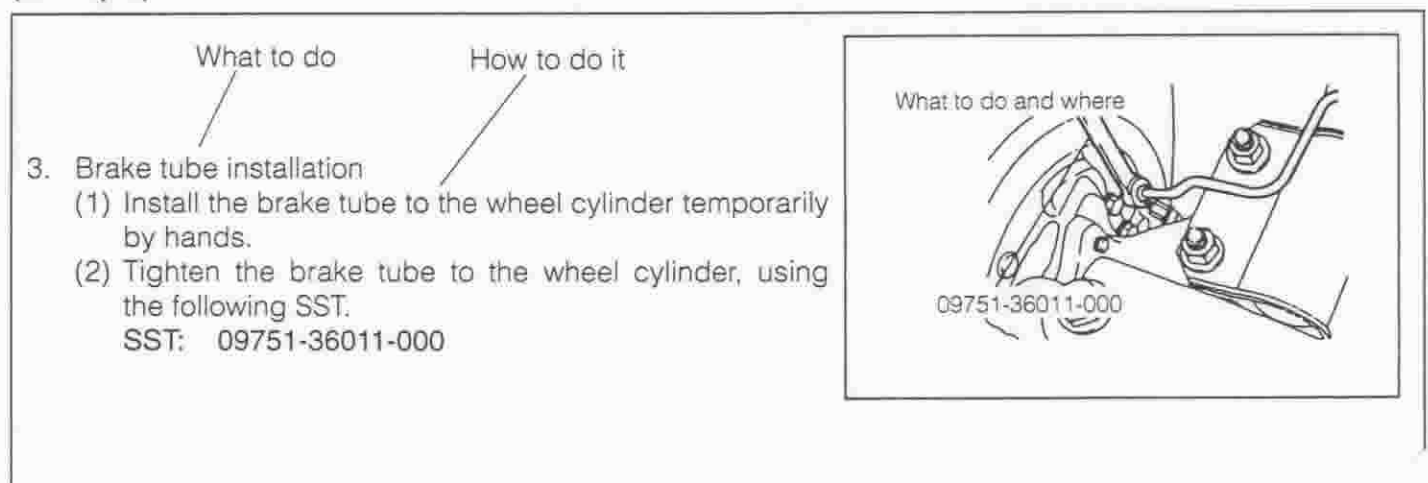 What to do
How to do it
3. Brake tube installation
(1) Install the brake tube to the wheel cylinder temporarily
by hands.
(2) Tighten the brake tube to the wheel cylinder, using
the following SST.
SST: 09751-36011-000
What to do and where
09751-36011-000